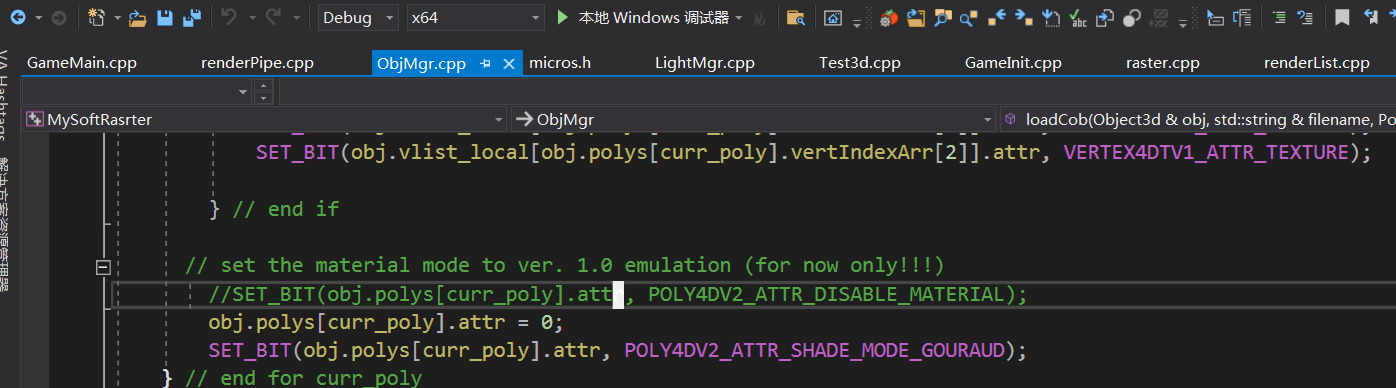 Debug x64 本地 Windows 调试器
GameMain.cpp renderPipe.cpp ObjMgr.cpp micros.h LightMgr.cpp Test3d.cpp GameInit.cpp raster.cpp renderList.cpp
MySoftRasrter ObjMgr loadCob(Object3d & obj, std::string & filename, Po
SET_BIT(obj.vlist_local[obj.polys[curr_poly].vertIndexArr[2]].attr, VERTEX4DTV1_ATTR_TEXTURE);
} // end if
// set the material mode to ver. 1.0 emulation (for now only!!!)
//SET_BIT(obj.polys[curr_poly].attr, POLY4DV2_ATTR_DISABLE_MATERIAL);
obj.polys[curr_poly].attr = 0;
SET_BIT(obj.polys[curr_poly].attr, POLY4DV2_ATTR_SHADE_MODE_GOURAUD);
} // end for curr_poly
VA Hashtags
解决方案资源管理器